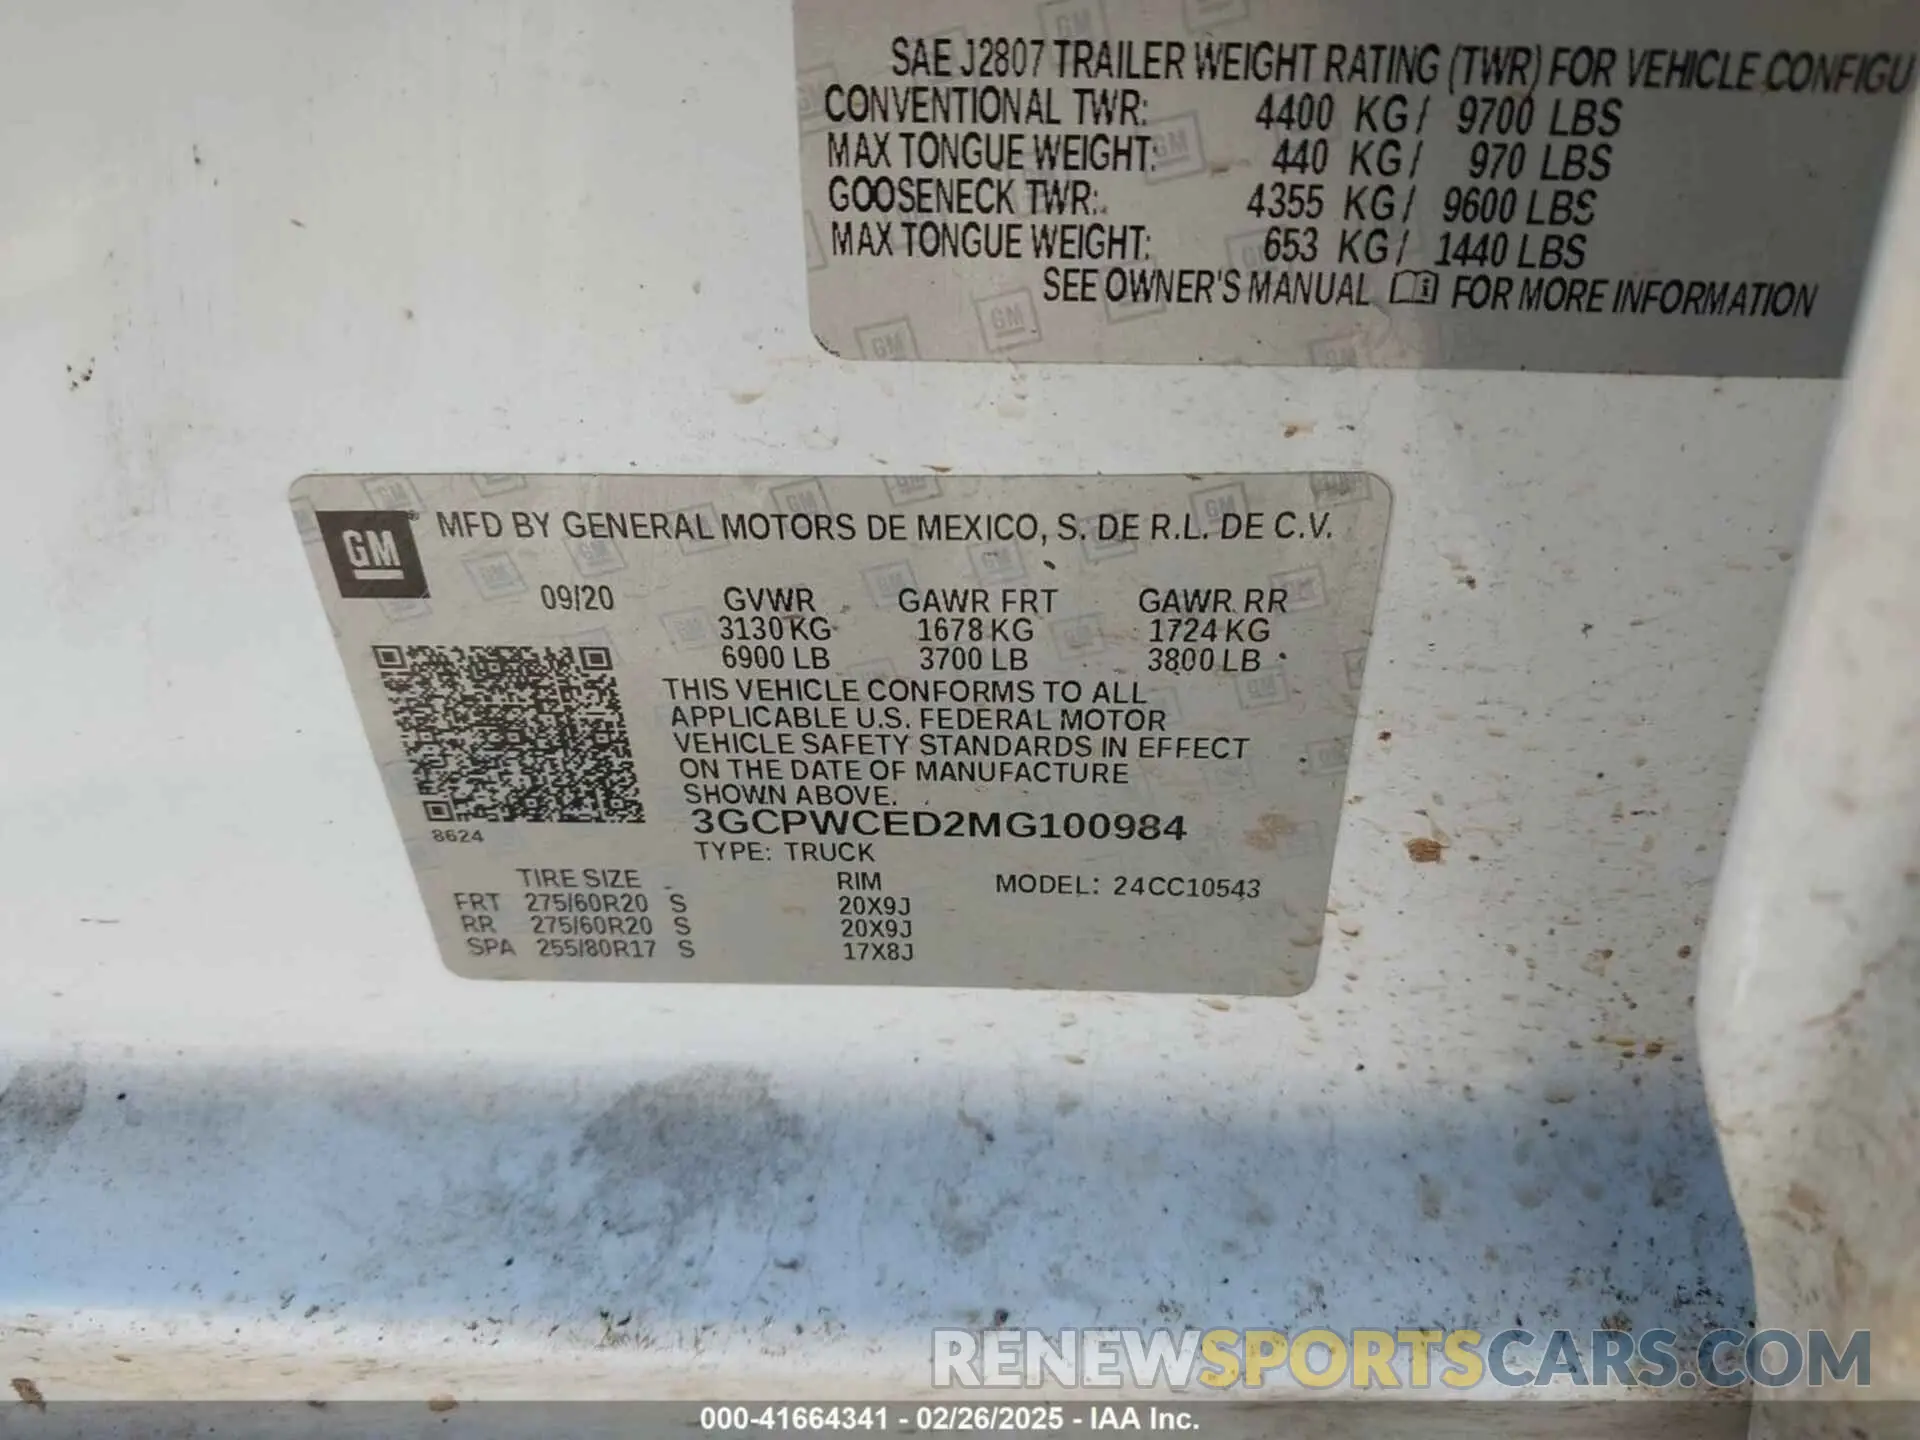 SAE J2807 TRAILER WEIGHT RATING (TWR) FOR VEHICLE CONFIGU
CONVENTIONAL TWR: 4400 KG/ 9700 LBS
MAX TONGUE WEIGHT: 440 KG/ 970 LBS
GOOSENECK TWR: 4355 KG/ 9600 LBS
MAX TONGUE WEIGHT: 653 KG/ 1440 LBS
SEE OWNER'S MANUAL FOR MORE INFORMATION
GM MFD BY GENERAL MOTORS DE MEXICO, S. DE R.L. DE C.V.
09/20 GVWR GAWR FRT GAWR RR
3130 KG 1678 KG 1724 KG
6900 LB 3700 LB 3800 LB
THIS VEHICLE CONFORMS TO ALL
APPLICABLE U.S. FEDERAL MOTOR
VEHICLE SAFETY STANDARDS IN EFFECT
ON THE DATE OF MANUFACTURE
SHOWN ABOVE.
3GCPWCED2MG100984
8624
TYPE: TRUCK
TIRE SIZE RIM MODEL: 24CC10543
FRT 275/60R20 S 20X9J
RR 275/60R20 S 20X9J
SPA 255/80R17 S 17X8J
RENEWSPORTSCARS.COM
000-41664341 - 02/26/2025 - IAA Inc.